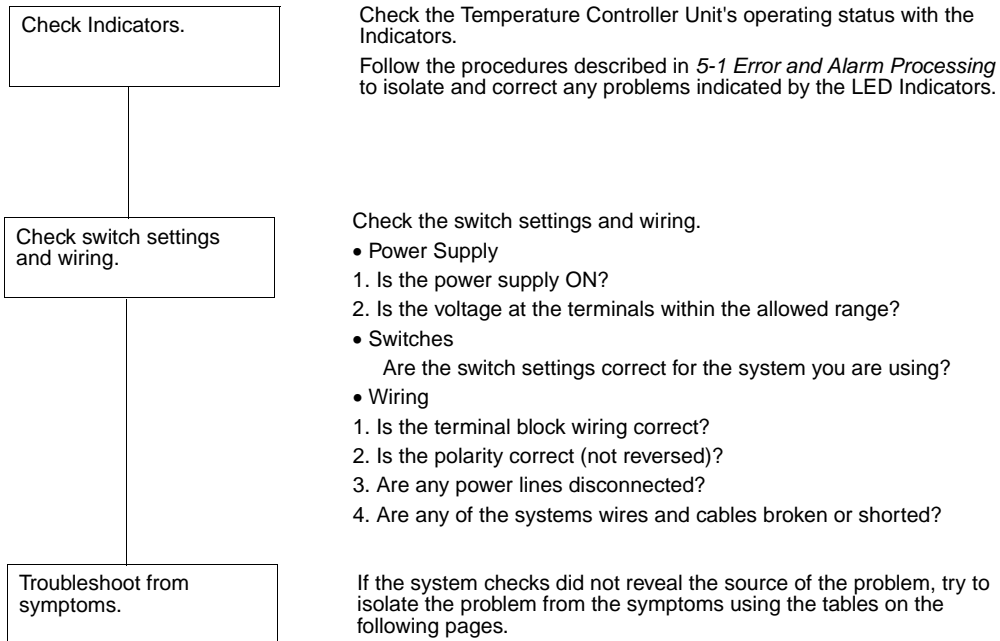 Check Indicators.
Check the Temperature Controller Unit's operating status with the
Indicators.
Follow the procedures described in 5-1 Error and Alarm Processing
to isolate and correct any problems indicated by the LED Indicators.
Check switch settings
and wiring.
Check the switch settings and wiring.
• Power Supply
1. Is the power supply ON?
2. Is the voltage at the terminals within the allowed range?
• Switches
Are the switch settings correct for the system you are using?
• Wiring
1. Is the terminal block wiring correct?
2. Is the polarity correct (not reversed)?
3. Are any power lines disconnected?
4. Are any of the systems wires and cables broken or shorted?
Troubleshoot from
symptoms.
If the system checks did not reveal the source of the problem, try to
isolate the problem from the symptoms using the tables on the
following pages.